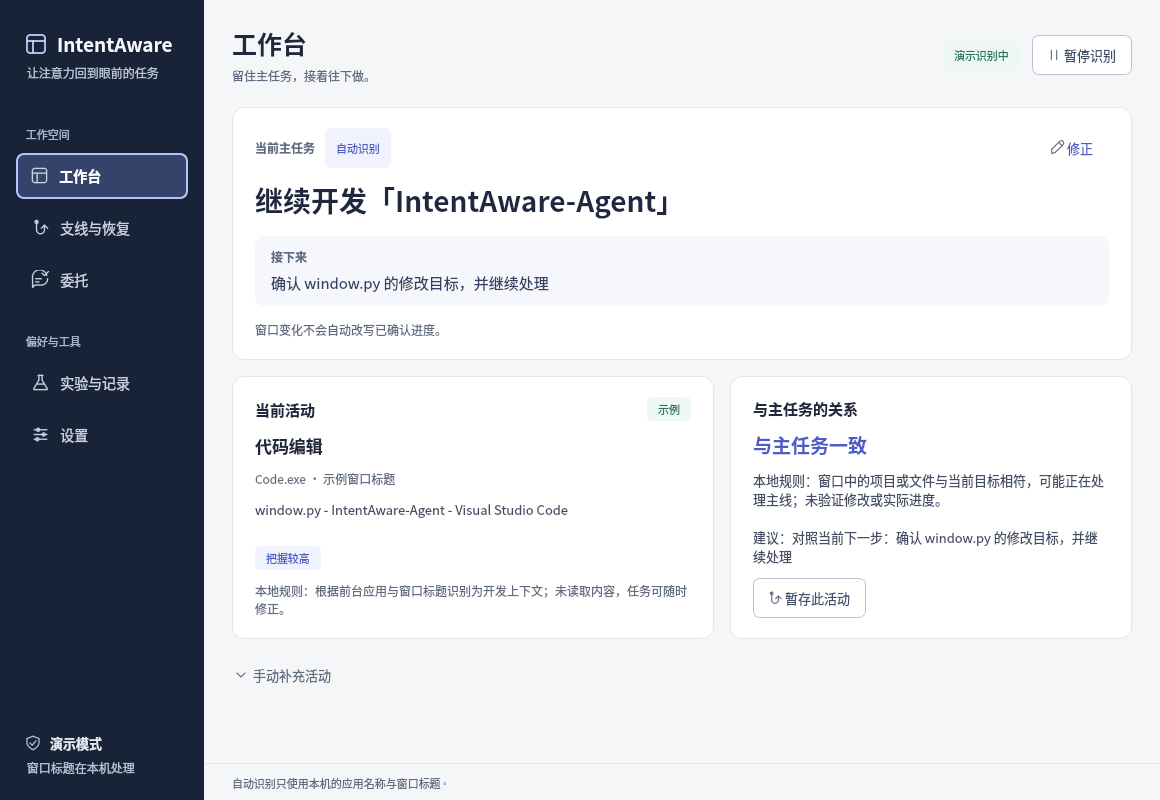 IntentAware
让注意力回到眼前的任务
工作空间
工作台
支线与恢复
委托
偏好与工具
实验与记录
设置
演示模式
窗口标题在本机处理
工作台
留住主任务，接着往下做。
演示识别中
暂停识别
当前主任务
自动识别
修正
继续开发「IntentAware-Agent」
接下来
确认 window.py 的修改目标，并继续处理
窗口变化不会自动改写已确认进度。
当前活动
示例
代码编辑
Code.exe · 示例窗口标题
window.py - IntentAware-Agent - Visual Studio Code
把握较高
本地规则：根据前台应用与窗口标题识别为开发上下文；未读取内容，任务可随时
修正。
与主任务的关系
与主任务一致
本地规则：窗口中的项目或文件与当前目标相符，可能正在处
理主线；未验证修改或实际进度。
建议：对照当前下一步：确认 window.py 的修改目标，并继
续处理
暂存此活动
手动补充活动
自动识别只使用本机的应用名称与窗口标题。